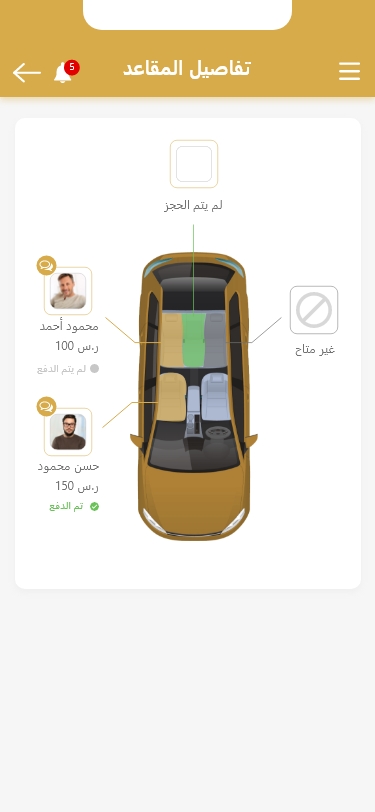 تفاصيل المقاعد
5
لم يتم الحجز
غير متاح
محمود أحمد
100 ر.س
لم يتم الدفع
حسن محمود
150 ر.س
تم الدفع